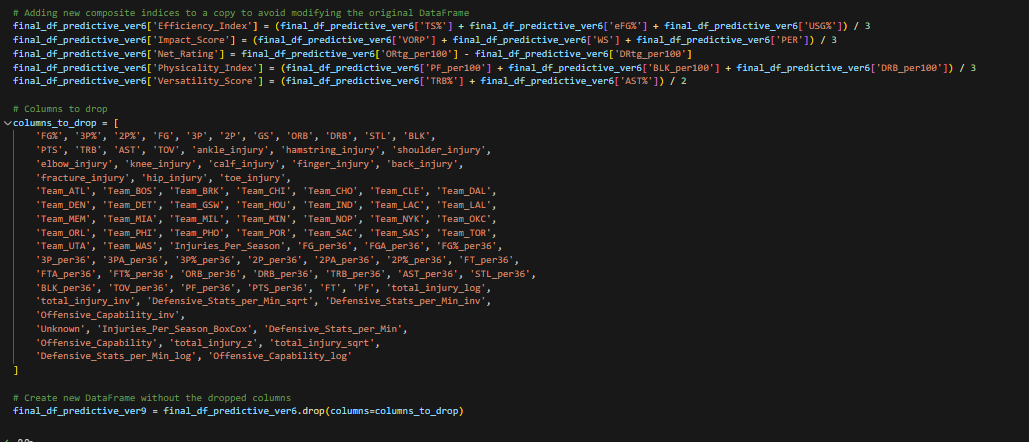 # Adding new composite indices to a copy to avoid modifying the original DataFrame
final_df_predictive_ver6['Efficiency_Index'] = (final_df_predictive_ver6['TS%'] + final_df_predictive_ver6['eFG%'] + final_df_predictive_ver6['USG%']) / 3
final_df_predictive_ver6['Impact_Score'] = (final_df_predictive_ver6['VORP'] + final_df_predictive_ver6['WS'] + final_df_predictive_ver6['PER']) / 3
final_df_predictive_ver6['Net_Rating'] = final_df_predictive_ver6['ORtg_per100'] - final_df_predictive_ver6['DRtg_per100']
final_df_predictive_ver6['Physicality_Index'] = (final_df_predictive_ver6['PF_per100'] + final_df_predictive_ver6['BLK_per100'] + final_df_predictive_ver6['DRB_per100']) / 3
final_df_predictive_ver6['Versatility_Score'] = (final_df_predictive_ver6['TRB%'] + final_df_predictive_ver6['AST%']) / 2
# Columns to drop
columns_to_drop = [
'FG%', '3P%', '2P%', 'FG', '3P', '2P', 'GS', 'ORB', 'DRB', 'STL', 'BLK',
'PTS', 'TRB', 'AST', 'TOV', 'ankle_injury', 'hamstring_injury', 'shoulder_injury',
'elbow_injury', 'knee_injury', 'calf_injury', 'finger_injury', 'back_injury',
'fracture_injury', 'hip_injury', 'toe_injury',
'Team_ATL', 'Team_BOS', 'Team_BRK', 'Team_CHI', 'Team_CHO', 'Team_CLE', 'Team_DAL',
'Team_DEN', 'Team_DET', 'Team_GSW', 'Team_HOU', 'Team_IND', 'Team_LAC', 'Team_LAL',
'Team_MEM', 'Team_MIA', 'Team_MIL', 'Team_MIN', 'Team_NOP', 'Team_NYK', 'Team_OKC',
'Team_ORL', 'Team_PHI', 'Team_PHO', 'Team_POR', 'Team_SAC', 'Team_SAS', 'Team_TOR',
'Team_UTA', 'Team_WAS', 'Injuries_Per_Season', 'FG_per36', 'FGA_per36', 'FG%_per36',
'3P_per36', '3PA_per36', '3P%_per36', '2P_per36', '2PA_per36', '2P%_per36', 'FT_per36',
'FTA_per36', 'FT%_per36', 'ORB_per36', 'DRB_per36', 'TRB_per36', 'AST_per36', 'STL_per36',
'BLK_per36', 'TOV_per36', 'PF_per36', 'PTS_per36', 'FT', 'PF', 'total_injury_log',
'total_injury_inv', 'Defensive_Stats_per_Min_sqrt', 'Defensive_Stats_per_Min_inv',
'Offensive_Capability_inv',
'Unknown', 'Injuries_Per_Season_BoxCox', 'Defensive_Stats_per_Min',
'Offensive_Capability', 'total_injury_z', 'total_injury_sqrt',
'Defensive_Stats_per_Min_log', 'Offensive_Capability_log'
]
# Create new DataFrame without the dropped columns
final_df_predictive_ver9 = final_df_predictive_ver6.drop(columns=columns_to_drop)